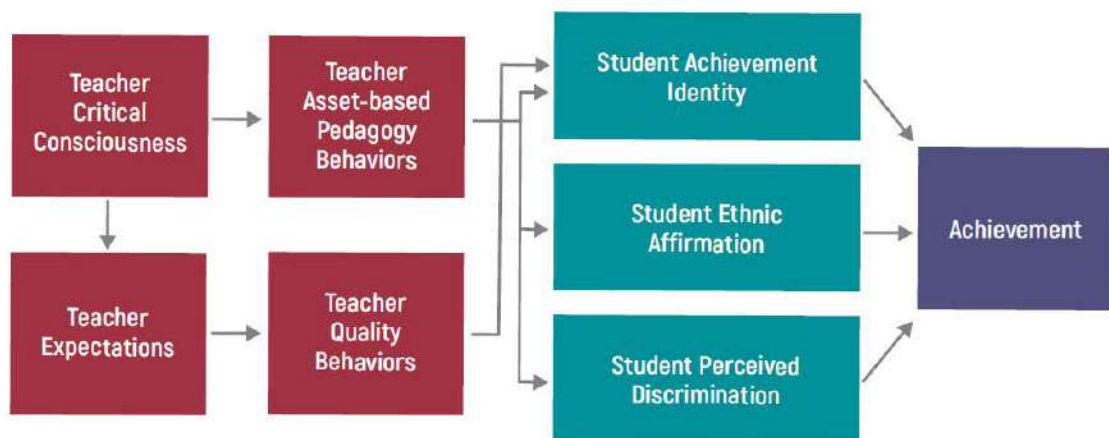 Teacher
Critical
Consciousness
Teacher
Asset-based
Pedagogy
Behaviors
Student Achievement
Identity
Student Ethnic
Affirmation
Achievement
Teacher
Expectations
Teacher
Quality
Behaviors
Student Perceived
Discrimination